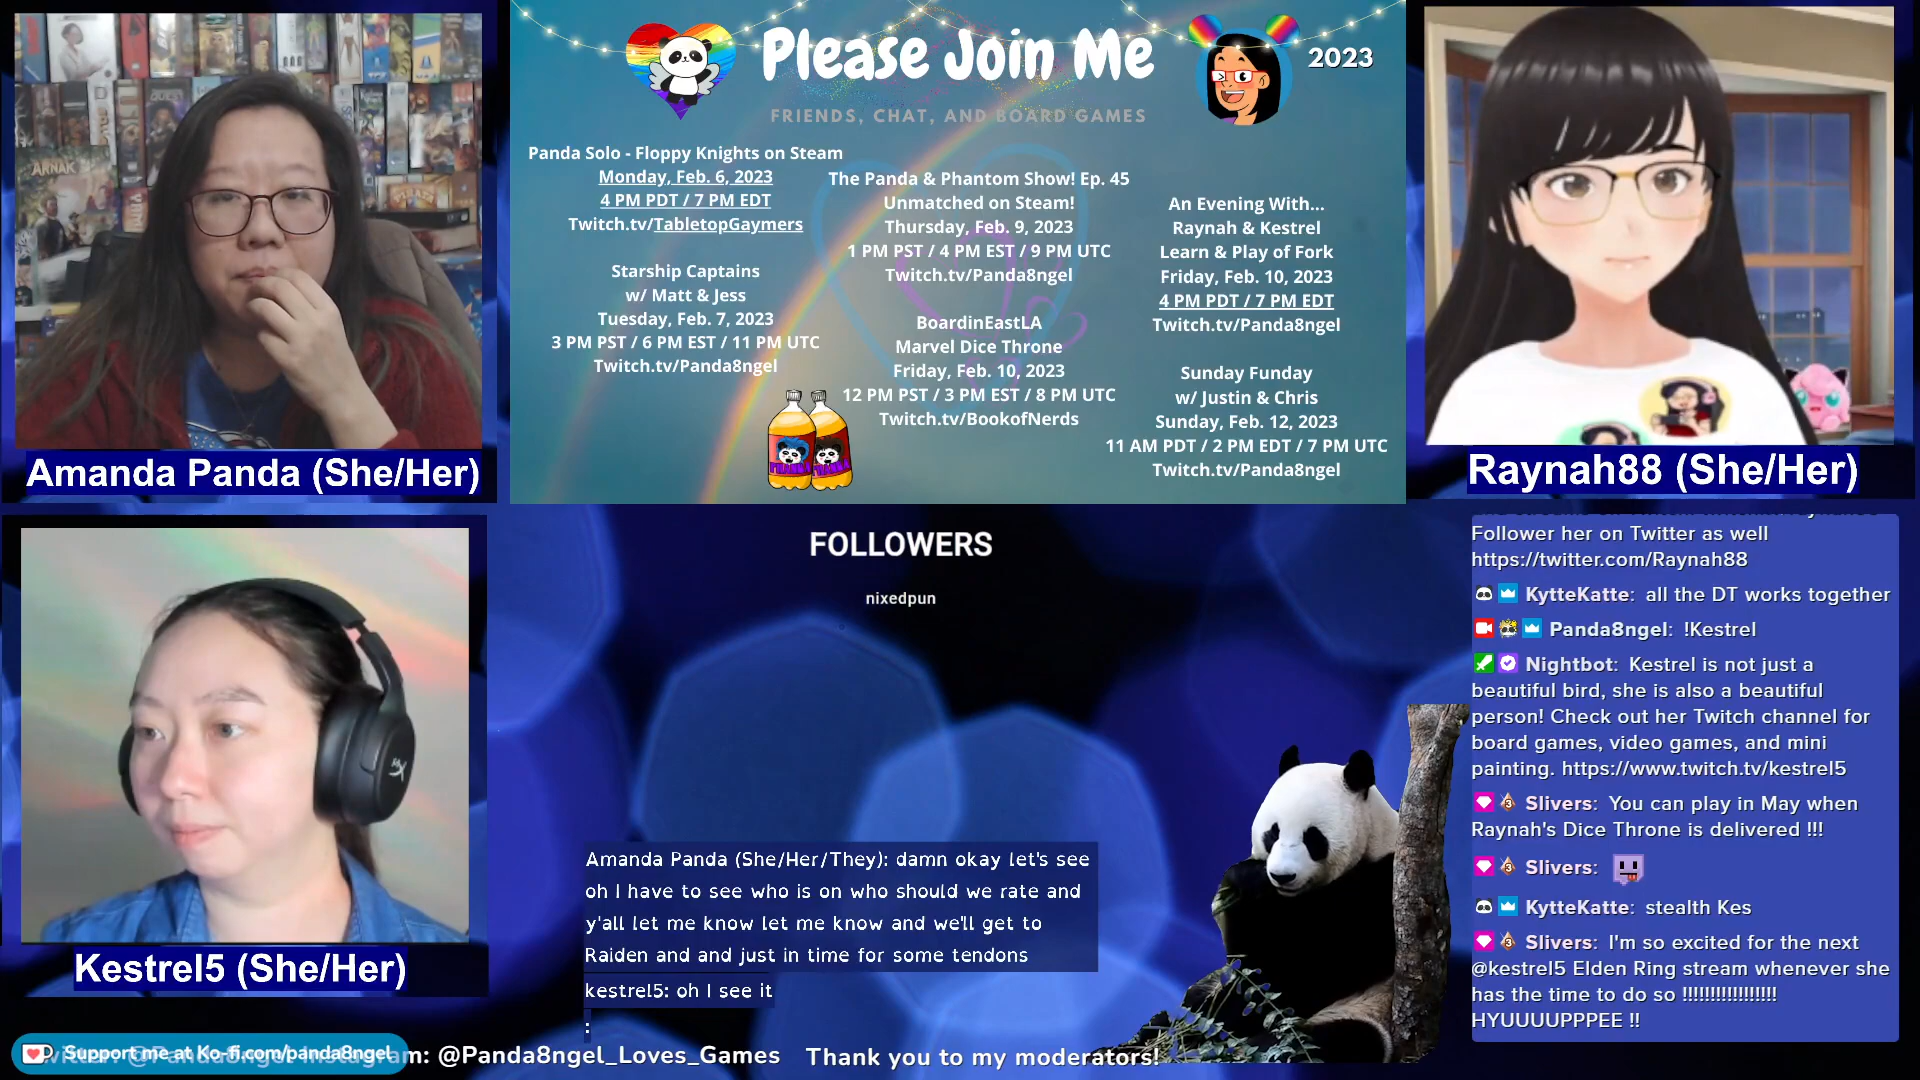 ARNAK
Amanda Panda (She/Her)
Please Join Me
2023
FRIENDS, CHAT, AND BOARD GAMES
Panda Solo - Floppy Knights on Steam
Monday, Feb. 6, 2023
4 PM PDT / 7 PM EDT
Twitch.tv/TabletopGaymers
Starship Captains
w/ Matt & Jess
Tuesday, Feb. 7, 2023
3 PM PST / 6 PM EST / 11 PM UTC
Twitch.tv/Panda8ngel
The Panda & Phantom Show! Ep. 45
Unmatched on Steam!
Thursday, Feb. 9, 2023
1 PM PST / 4 PM EST / 9 PM UTC
Twitch.tv/Panda8ngel
BoardinEastLA
Marvel Dice Throne
Friday, Feb. 10, 2023
12 PM PST / 3 PM EST / 8 PM UTC
Twitch.tv/BookofNerds
An Evening With...
Raynah & Kestrel
Learn & Play of Fork
Friday, Feb. 10, 2023
4 PM PDT / 7 PM EDT
Twitch.tv/Panda8ngel
Sunday Funday
w/ Justin & Chris
Sunday, Feb. 12, 2023
11 AM PDT / 2 PM EDT / 7 PM UTC
Twitch.tv/Panda8ngel
Raynah88 (She/Her)
Kestrel5 (She/Her)
FOLLOWERS
nixedpun
Amanda Panda (She/Her/They): damn okay let's see
oh I have to see who is on who should we rate and
y'all let me know let me know and we'll get to
Raiden and and just in time for some tendons
kestrel5: oh I see it
:
Follower her on Twitter as well
https://twitter.com/Raynah88
KytteKatte: all the DT works together
Panda8ngel: !Kestrel
Nightbot: Kestrel is not just a
beautiful bird, she is also a beautiful
person! Check out her Twitch channel for
board games, video games, and mini
painting. https://www.twitch.tv/kestrel5
Slivers: You can play in May when
Raynah's Dice Throne is delivered !!!
Slivers:
KytteKatte: stealth Kes
Slivers: I'm so excited for the next
@kestrel5 Elden Ring stream whenever she
has the time to do so !!!!!!!!!!!!!!!!!
HYUUUUPPPEE !!
Support me at Ko-fi.com/panda8ngel
Twitter: @Panda8ngel Instagram: @Panda8ngel_Loves_Games Thank you to my moderators!